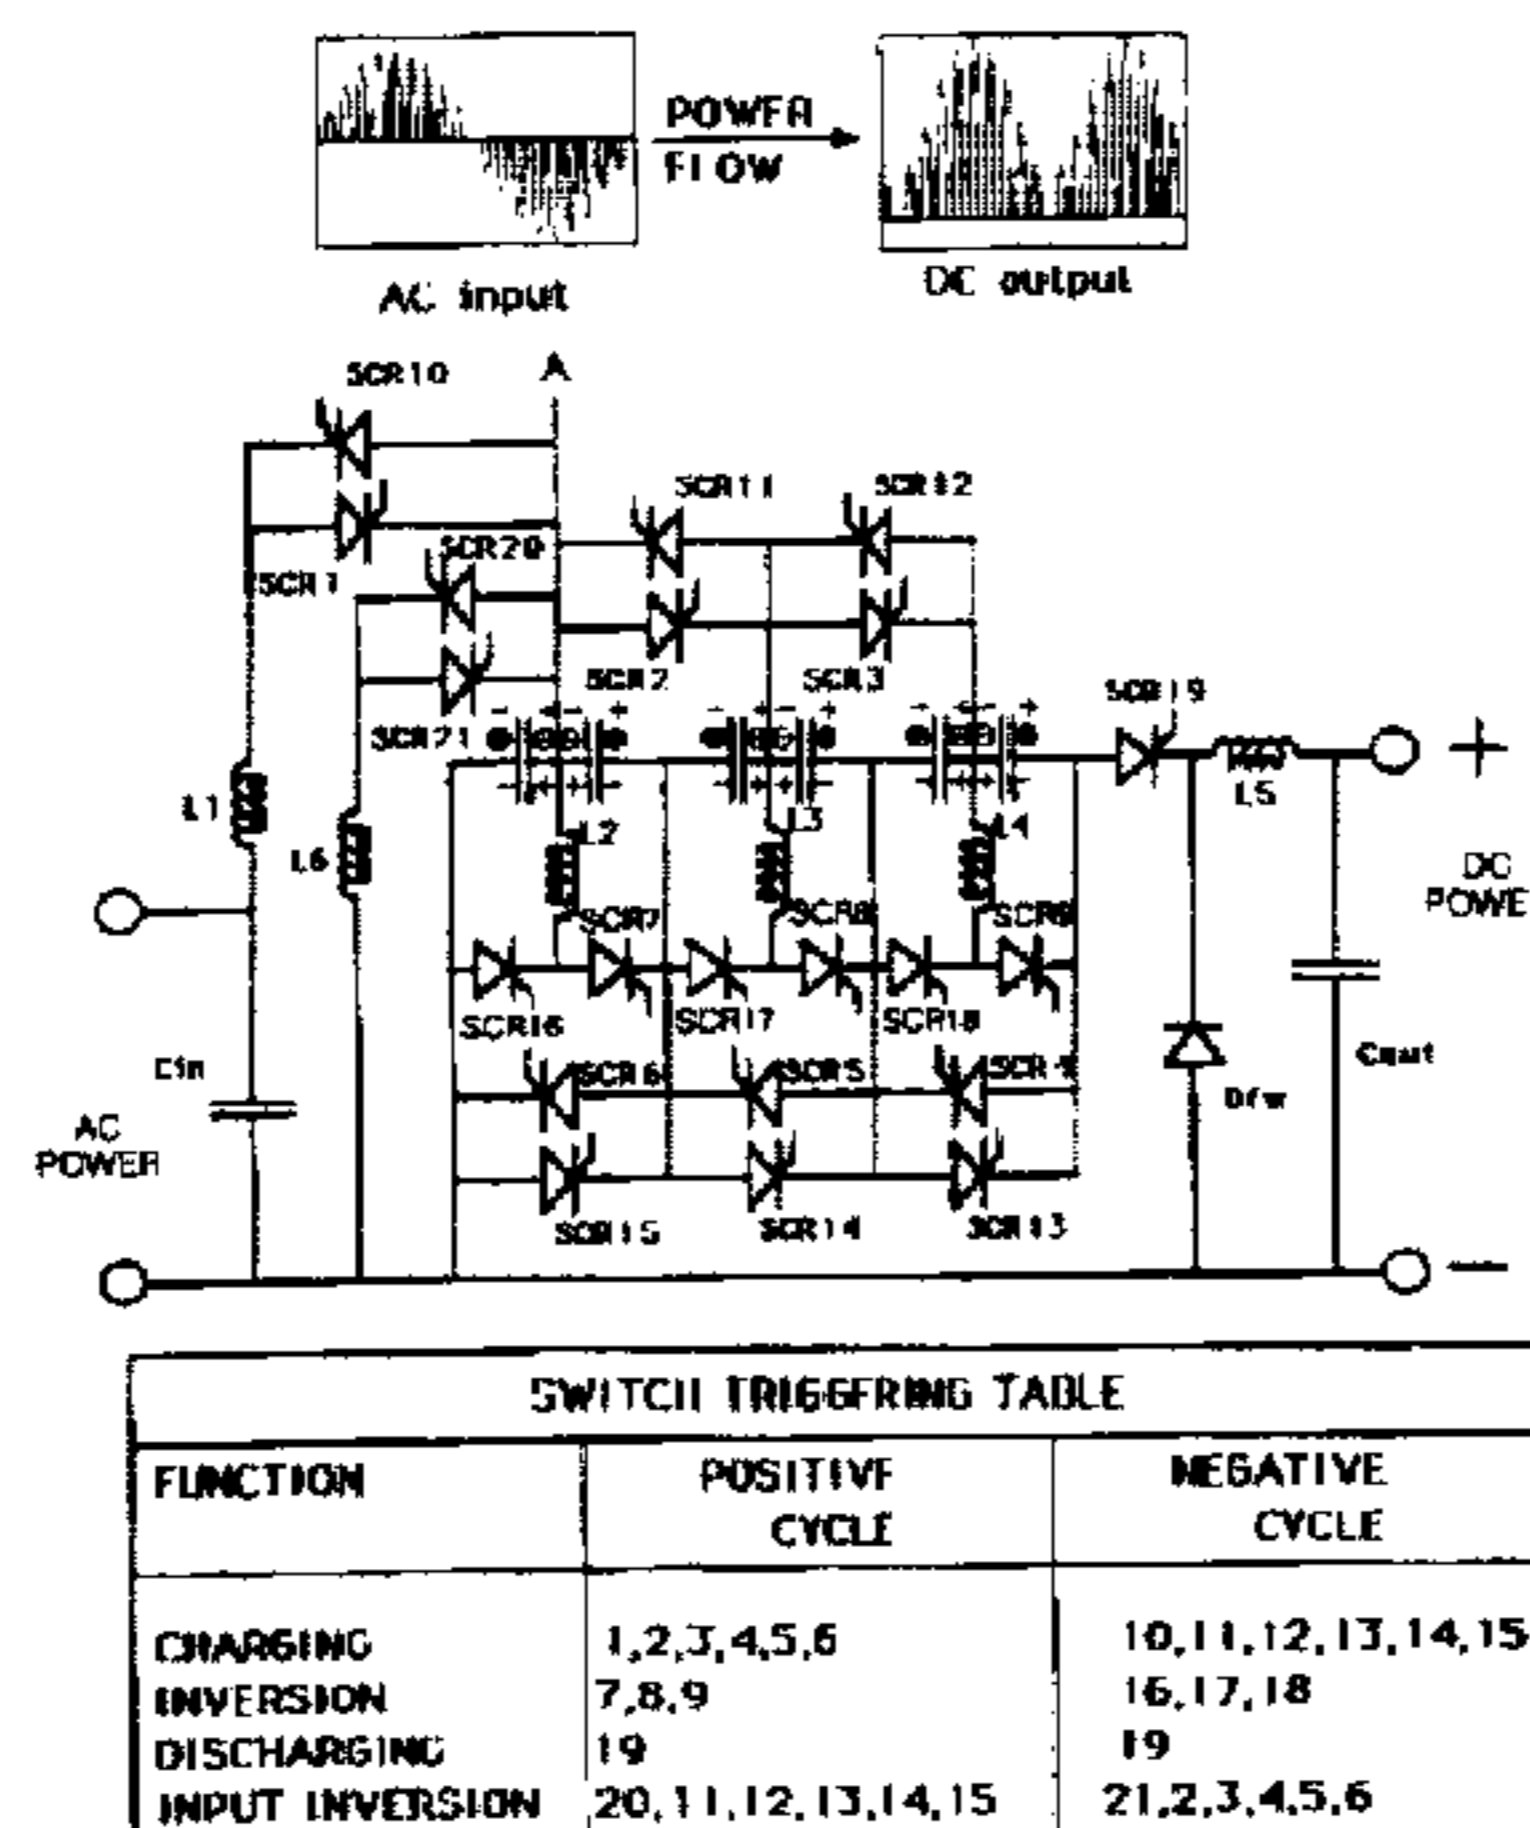 POWER
FLOW
AC input
DC output
SCR10
A
SCR11
SCR12
SCR20
SCR1
SCR2
SCR3
SCR19
SCR21
L1
L2
L3
L4
L5
L6
DC
POWE
SCR7
SCR8
SCR9
SCR16
SCR17
SCR18
Cin
SCR6
SCR5
SCR4
Cout
Dfw
AC
POWER
SCR15
SCR14
SCR13
SWITCH TRIGGERING TABLE
FUNCTION
POSITIVE
CYCLE
NEGATIVE
CYCLE
CHARGING 1,2,3,4,5,6 10,11,12,13,14,15
INVERSION 7,8,9 16,17,18
DISCHARGING 19 19
INPUT INVERSION 20,11,12,13,14,15 21,2,3,4,5,6